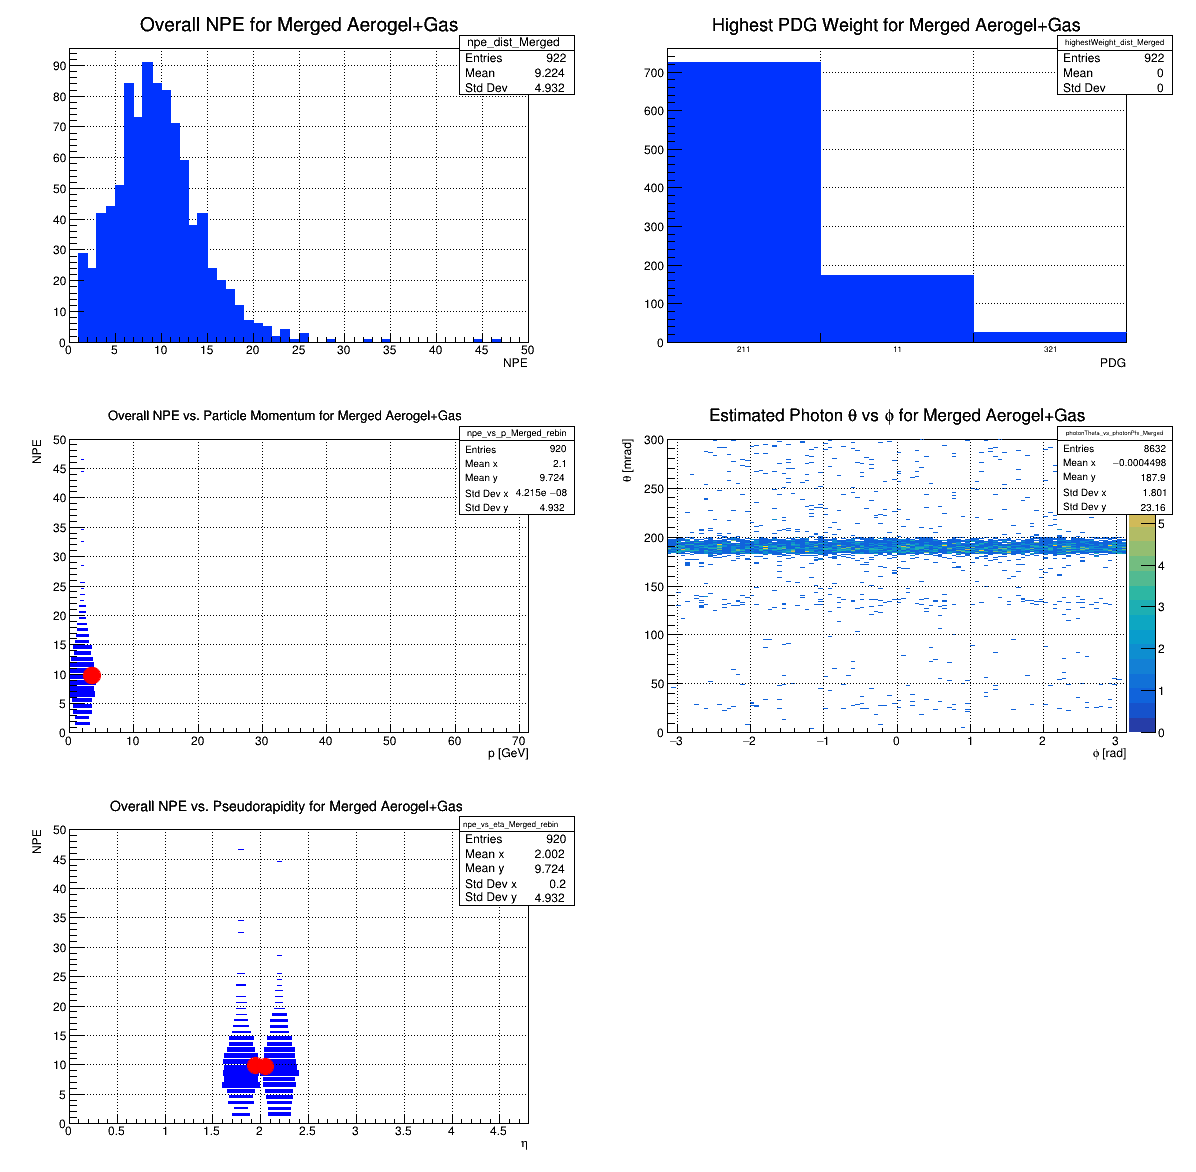 Overall NPE for Merged Aerogel+Gas
npe_dist_Merged
Entries 922
Mean 9.224
Std Dev 4.932
90
80
70
60
50
40
30
20
10
0
0 5 10 15 20 25 30 35 40 45 50
NPE
Highest PDG Weight for Merged Aerogel+Gas
highestWeight_dist_Merged
Entries 922
Mean 0
Std Dev 0
700
600
500
400
300
200
100
0
211 11 321
PDG
Overall NPE vs. Particle Momentum for Merged Aerogel+Gas
npe_vs_p_Merged_rebin
Entries 920
Mean x 2.1
Mean y 9.724
Std Dev x 4.215e −08
Std Dev y 4.932
NPE
50
45
40
35
30
25
20
15
10
5
0
0 10 20 30 40 50 60 70
p [GeV]
Estimated Photon θ vs ϕ for Merged Aerogel+Gas
photonTheta_vs_photonPhi_Merged
Entries 8632
Mean x −0.0004498
Mean y 187.9
Std Dev x 1.801
Std Dev y 23.16
θ [mrad]
300
250
200
150
100
50
0
−3 −2 −1 0 1 2 3
ϕ [rad]
5
4
3
2
1
0
Overall NPE vs. Pseudorapidity for Merged Aerogel+Gas
npe_vs_eta_Merged_rebin
Entries 920
Mean x 2.002
Mean y 9.724
Std Dev x 0.2
Std Dev y 4.932
NPE
50
45
40
35
30
25
20
15
10
5
0
0 0.5 1 1.5 2 2.5 3 3.5 4 4.5
η